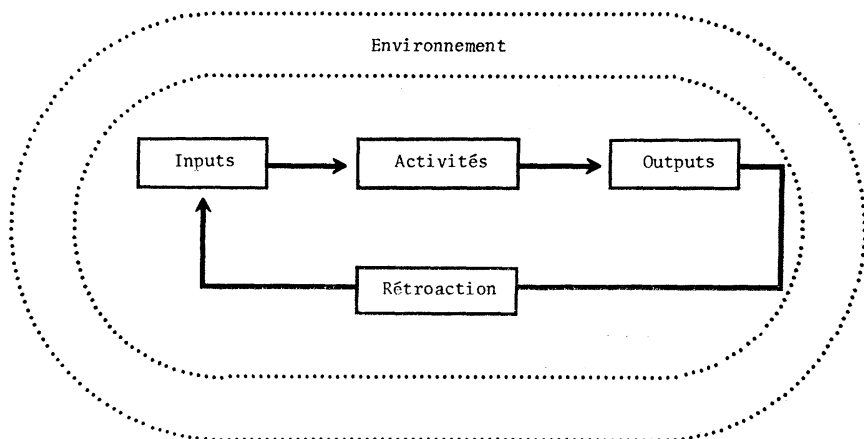 Environnement
Inputs
Activités
Outputs
Rétroaction